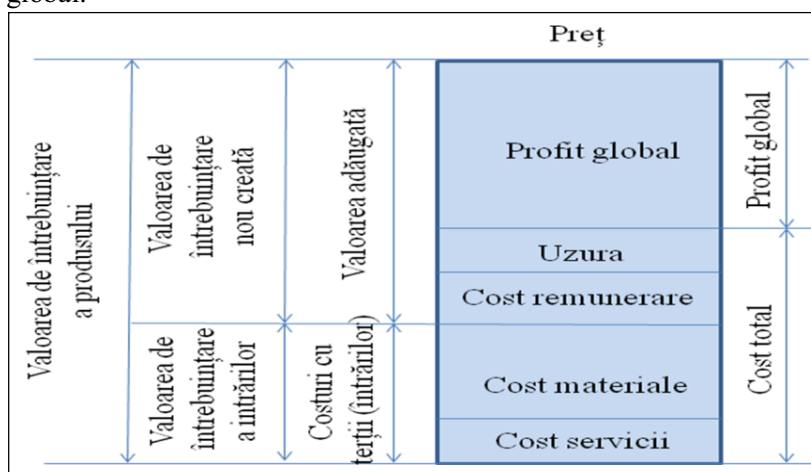 global.
Preț
Valoarea de întrebuințare
a produsului
Valoarea de
întrebuințare
nou creată
Valoarea adăugată
Profit global
Profit global
Uzura
Cost remunerare
Valoarea de
întrebuințare
a intrărilor
Costuri cu
terții (intrărilor)
Cost materiale
Cost servicii
Cost total